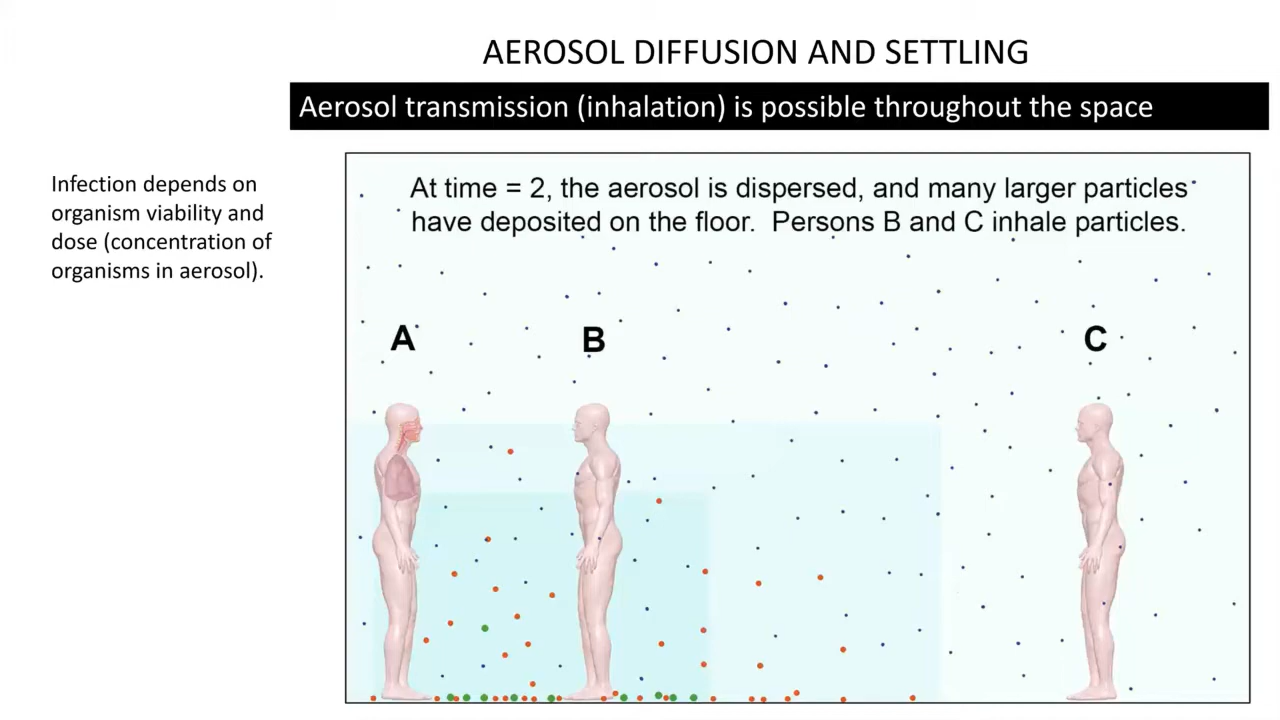 AEROSOL DIFFUSION AND SETTLING
Aerosol transmission (inhalation) is possible throughout the space
Infection depends on
organism viability and
dose (concentration of
organisms in aerosol).
At time = 2, the aerosol is dispersed, and many larger particles
have deposited on the floor. Persons B and C inhale particles.
A
B
C